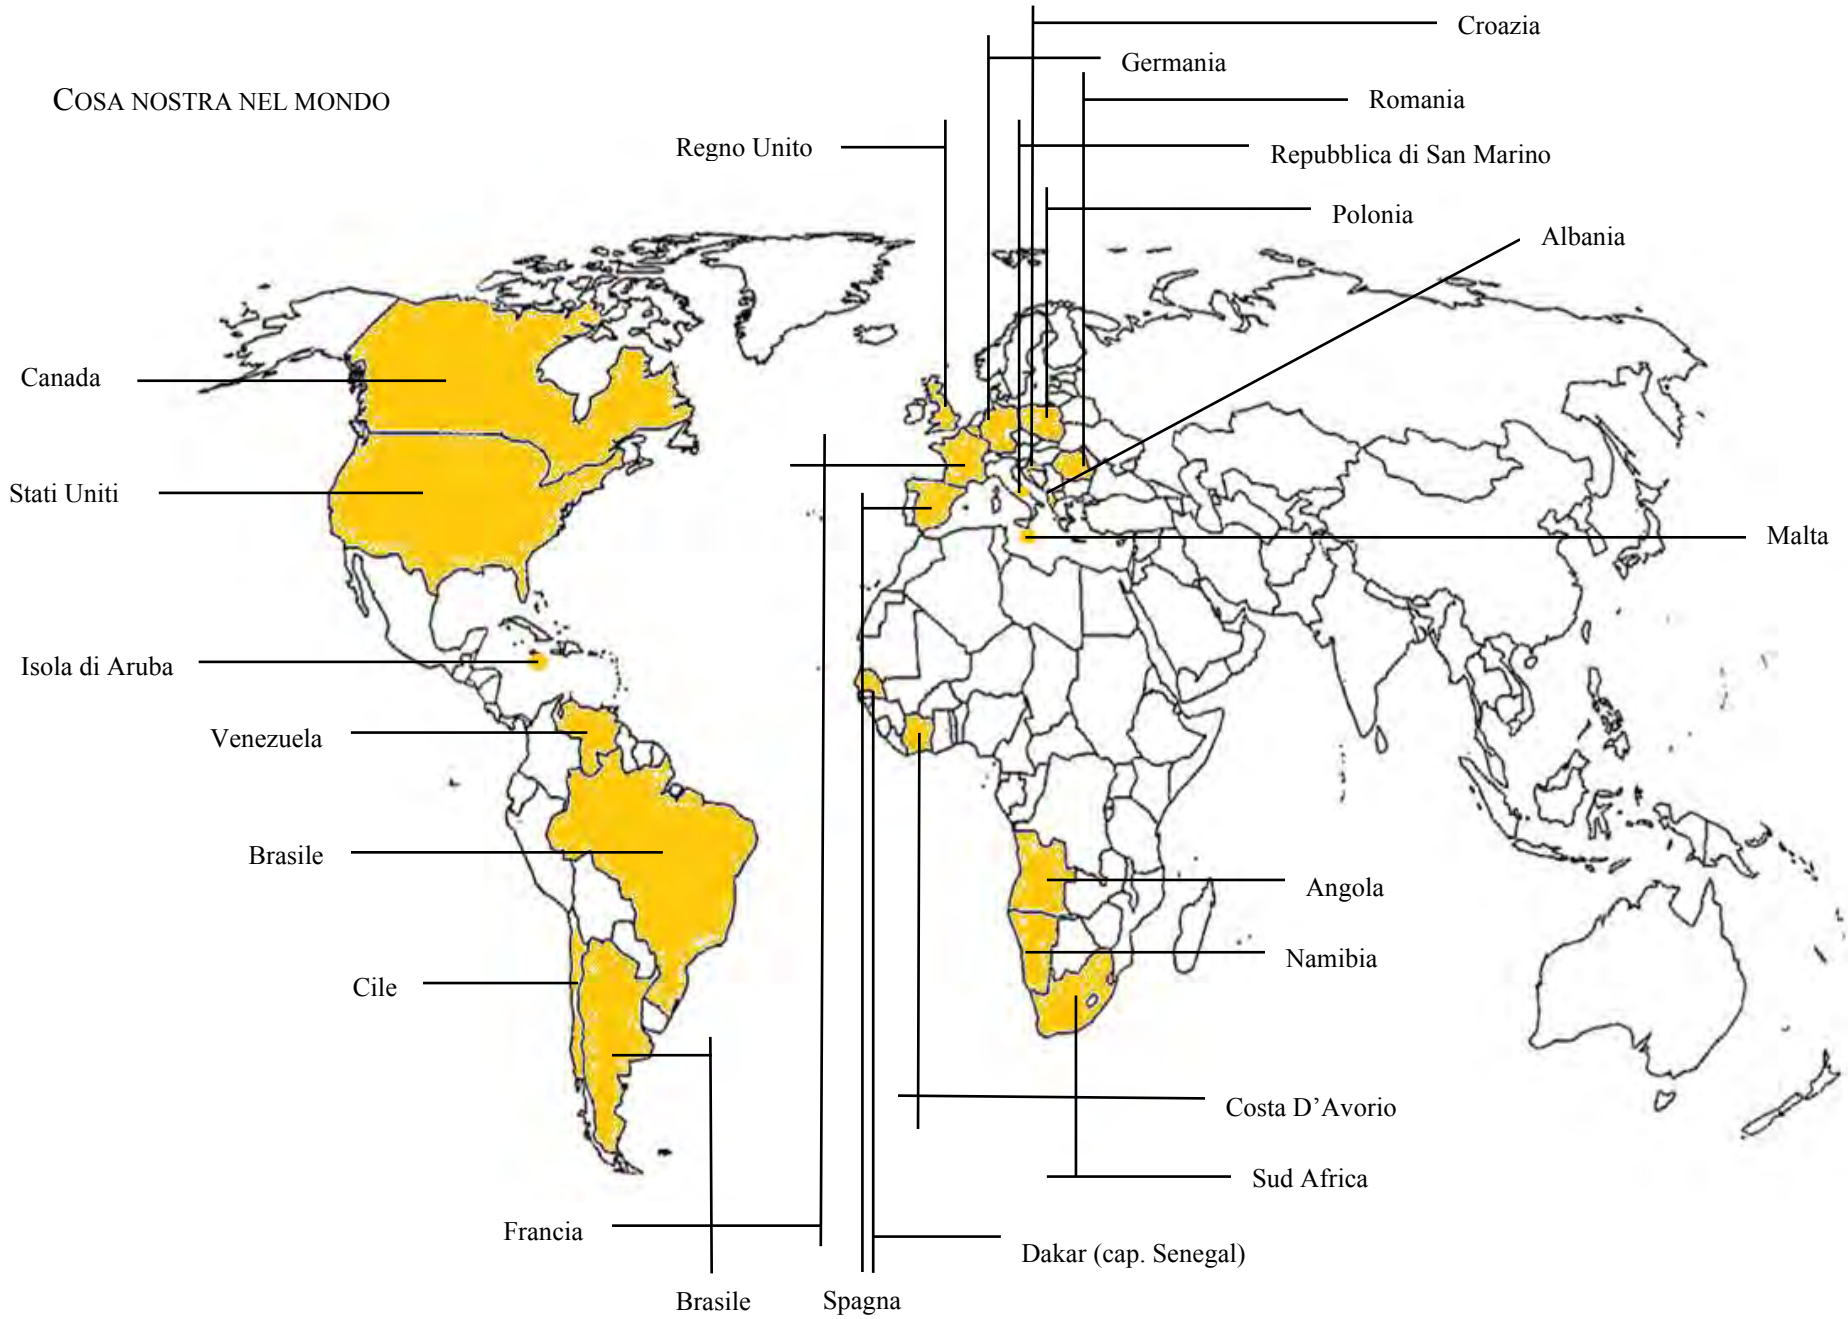 Croazia
Germania
COSA NOSTRA NEL MONDO
Romania
Regno Unito
Repubblica di San Marino
Polonia
Albania
Canada
Stati Uniti
Malta
Isola di Aruba
Venezuela
Brasile
Angola
Namibia
Cile
Costa D’Avorio
Sud Africa
Francia
Dakar (cap. Senegal)
Brasile
Spagna